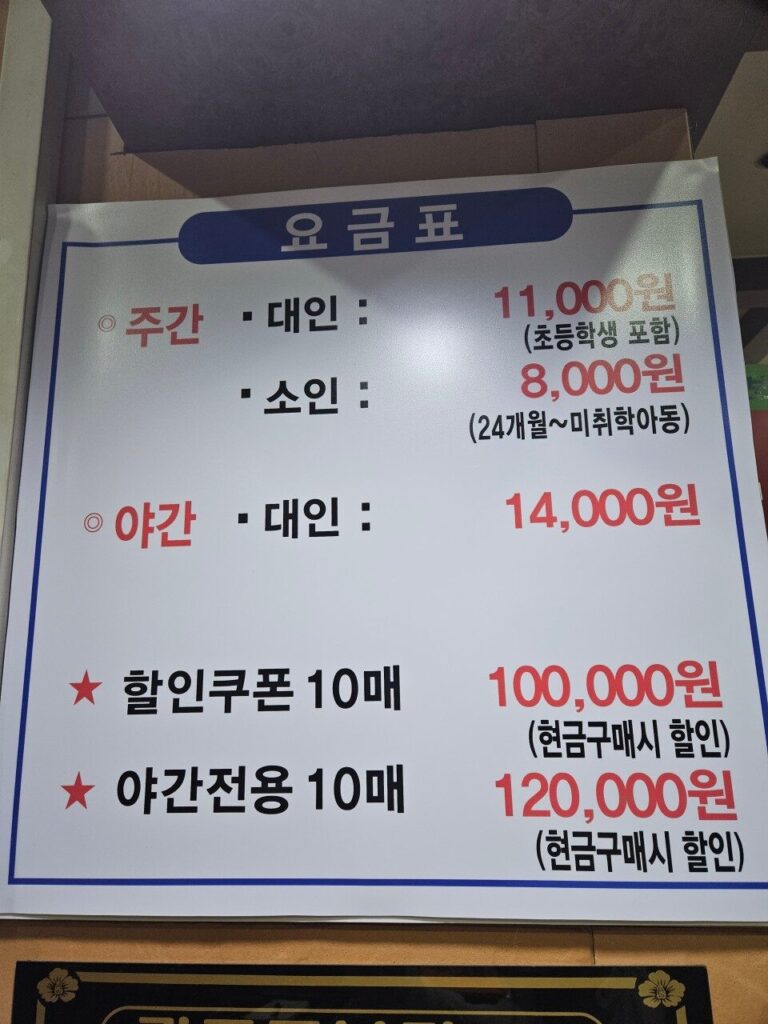 요금표
◎ 주간 ▪ 대인 : 11,000원
(초등학생 포함)
▪ 소인 : 8,000원
(24개월~미취학아동)
◎ 야간 ▪ 대인 : 14,000원
★ 할인쿠폰 10매 100,000원
(현금구매시 할인)
★ 야간전용 10매 120,000원
(현금구매시 할인)